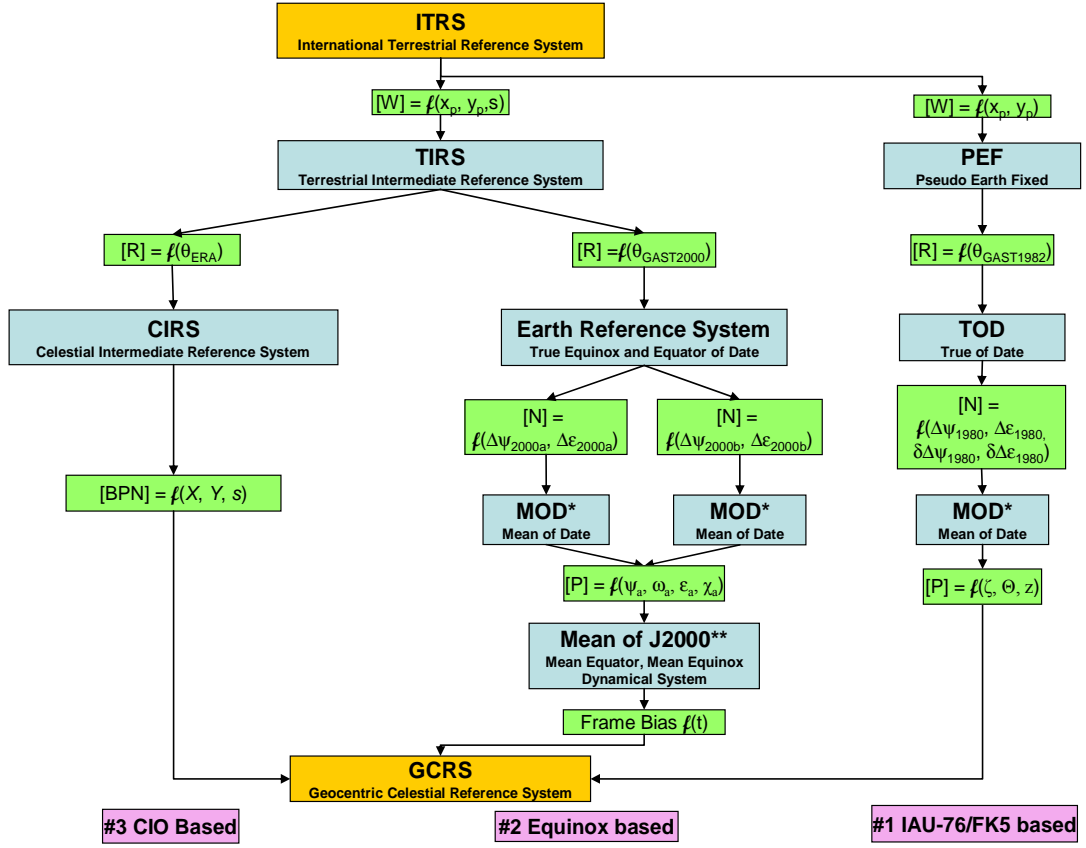 ITRS
International Terrestrial Reference System
[W] = ƒ(xp, yp,s)
[W] = ƒ(xp, yp)
TIRS
Terrestrial Intermediate Reference System
PEF
Pseudo Earth Fixed
[R] = ƒ(θERA)
[R] =ƒ(θGAST2000)
[R] = ƒ(θGAST1982)
CIRS
Celestial Intermediate Reference System
Earth Reference System
True Equinox and Equator of Date
TOD
True of Date
[N] =
ƒ(Δψ2000a, Δε2000a)
[N] =
ƒ(Δψ2000b, Δε2000b)
[N] =
ƒ(Δψ1980, Δε1980,
δΔψ1980, δΔε1980)
[BPN] = ƒ(X, Y, s)
MOD*
Mean of Date
MOD*
Mean of Date
MOD*
Mean of Date
[P] = ƒ(ψa, ωa, εa, χa)
[P] = ƒ(ζ, Θ, z)
Mean of J2000**
Mean Equator, Mean Equinox
Dynamical System
Frame Bias ƒ(t)
GCRS
Geocentric Celestial Reference System
#3 CIO Based
#2 Equinox based
#1 IAU-76/FK5 based